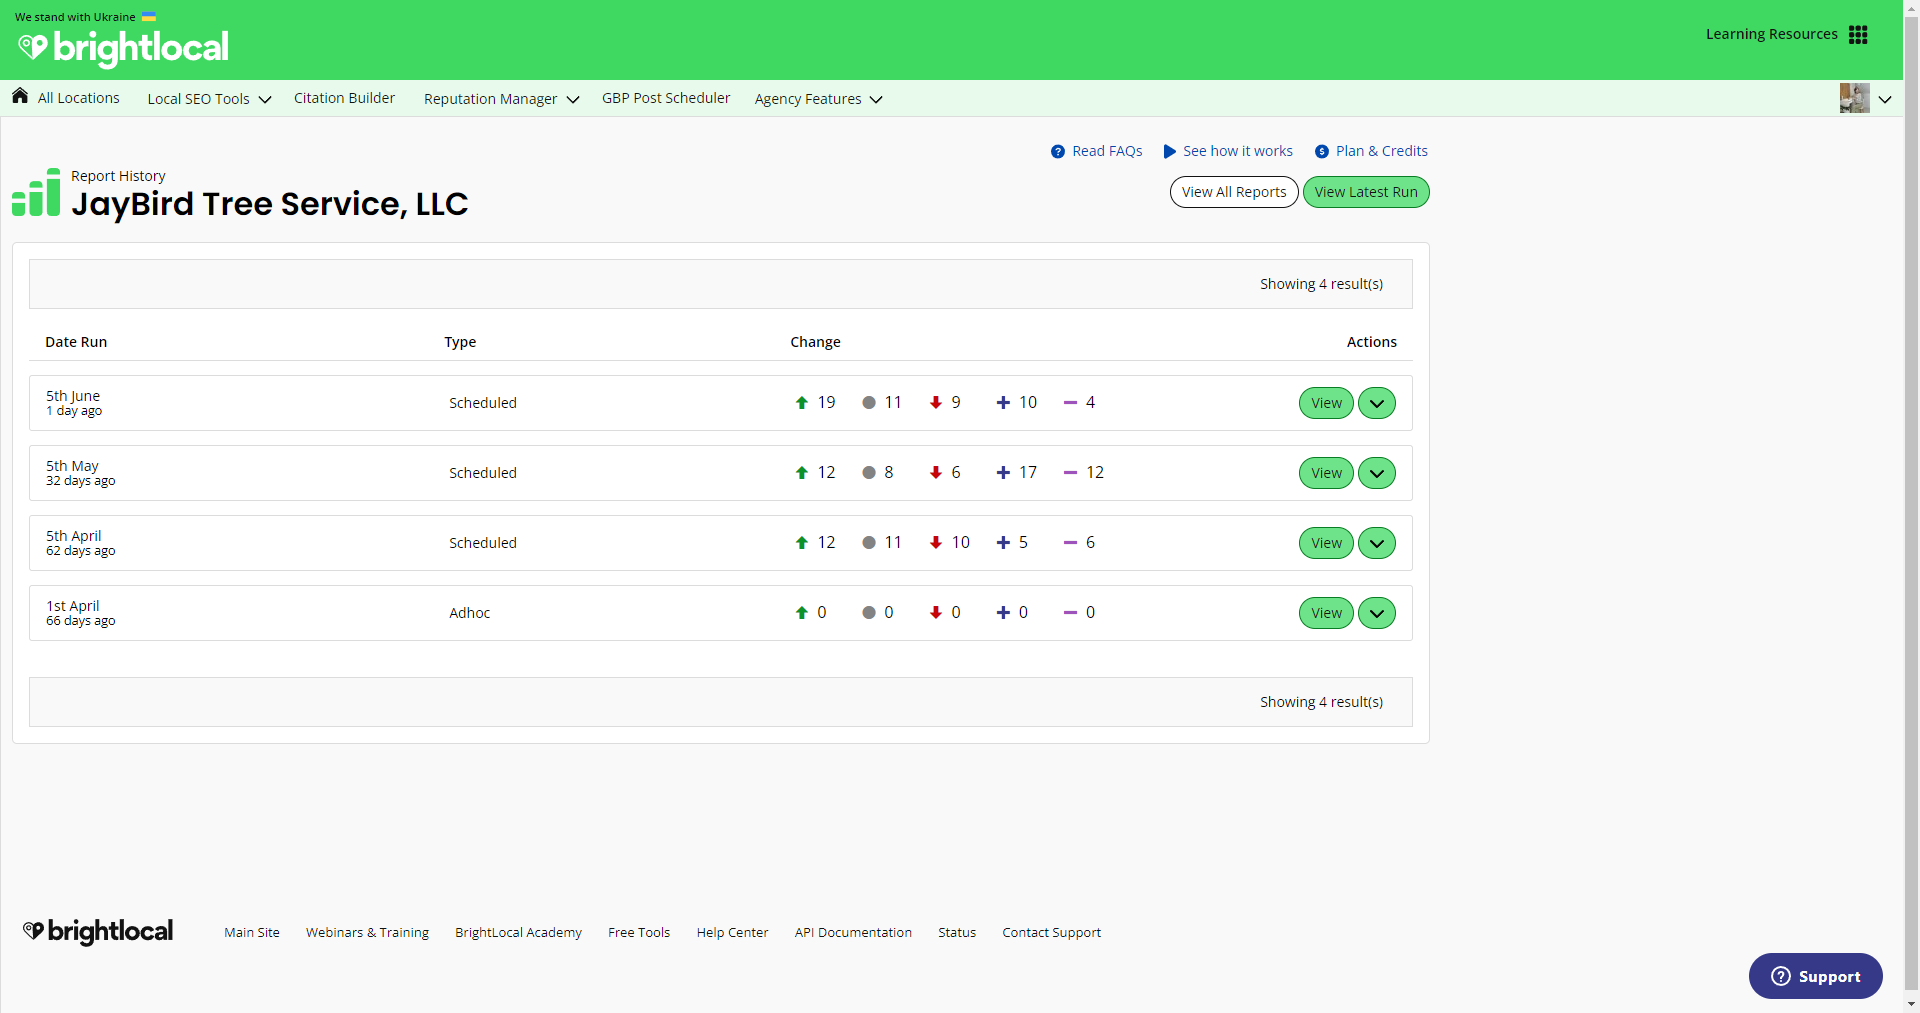 We stand with Ukraine
brightlocal
Learning Resources
All Locations Local SEO Tools Citation Builder Reputation Manager GBP Post Scheduler Agency Features
Read FAQs See how it works Plan & Credits
Report History
JayBird Tree Service, LLC
View All Reports View Latest Run
Showing 4 result(s)
Date Run Type Change Actions
5th June
1 day ago
Scheduled 19 11 9 10 4 View
5th May
32 days ago
Scheduled 12 8 6 17 12 View
5th April
62 days ago
Scheduled 12 11 10 5 6 View
1st April
66 days ago
Adhoc 0 0 0 0 0 View
Showing 4 result(s)
brightlocal Main Site Webinars & Training BrightLocal Academy Free Tools Help Center API Documentation Status Contact Support
Support